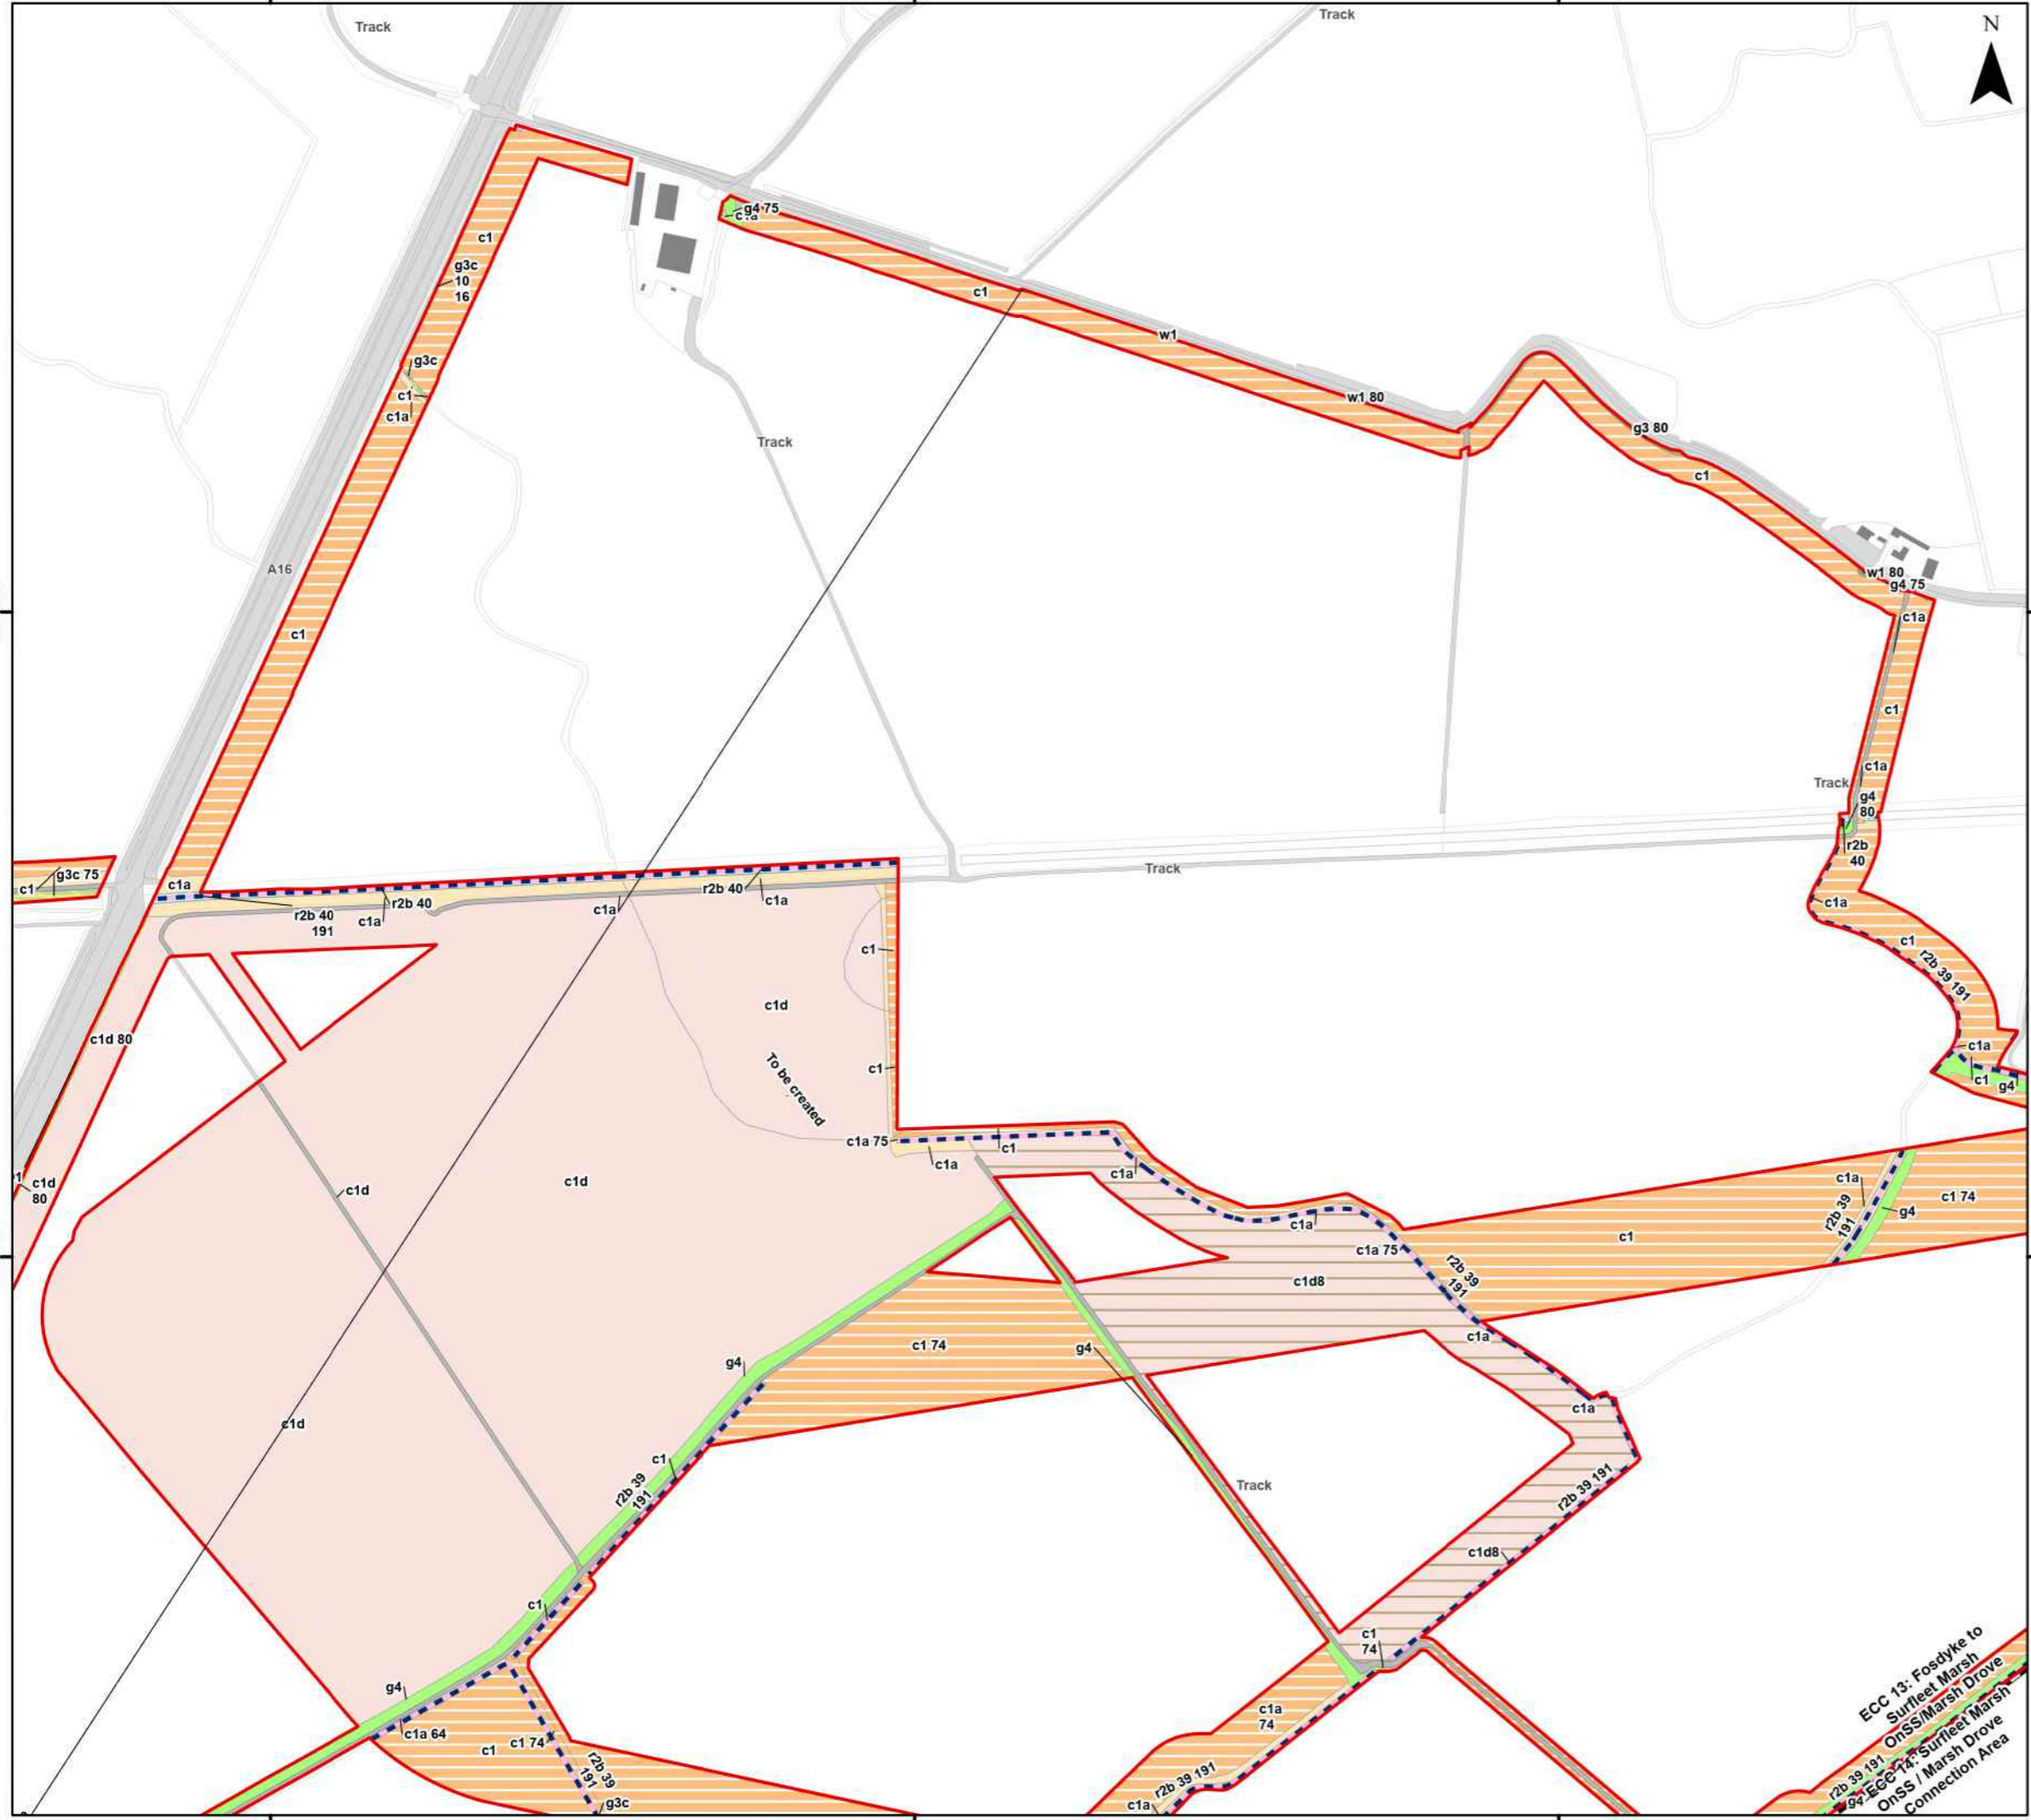 Track
Track
N
g4 75
c1a
c1
g3c
10
16
c1
w1
g3c
c1
c1a
w1 80
g3 80
Track
c1
A16
w1 80
g4 75
c1a
c1
c1
c1a
Track
g4
80
r2b
40
Track
g3c 75
c1
c1a
r2b 40
r2b 40
c1a
r2b 40
191
c1a
c1a
c1a
c1
c1
r2b 39 191
c1d
c1d 80
c1a
c1
c1
g4
To be created
c1a 75
c1
c1a
c1a
c1d
80
c1d
c1d
c1a
r2b 39
191
c1 74
g4
c1a
c1a 75
c1
r2b 39
191
c1d8
c1a
c1 74
g4
g4
c1a
c1d
c1
r2b 39
191
Track
r2b 39 191
c1d8
c1
c1
74
g4
c1a 64
c1
c1 74
r2b 39
191
g3c
c1a
74
r2b 39 191
c1a
ECC 13: Fosdyke to
Surfleet Marsh
OnSS/Marsh Drove
r2b 39 191
g4
ECC 14: Surfleet Marsh
OnSS / Marsh Drove
Connection Area